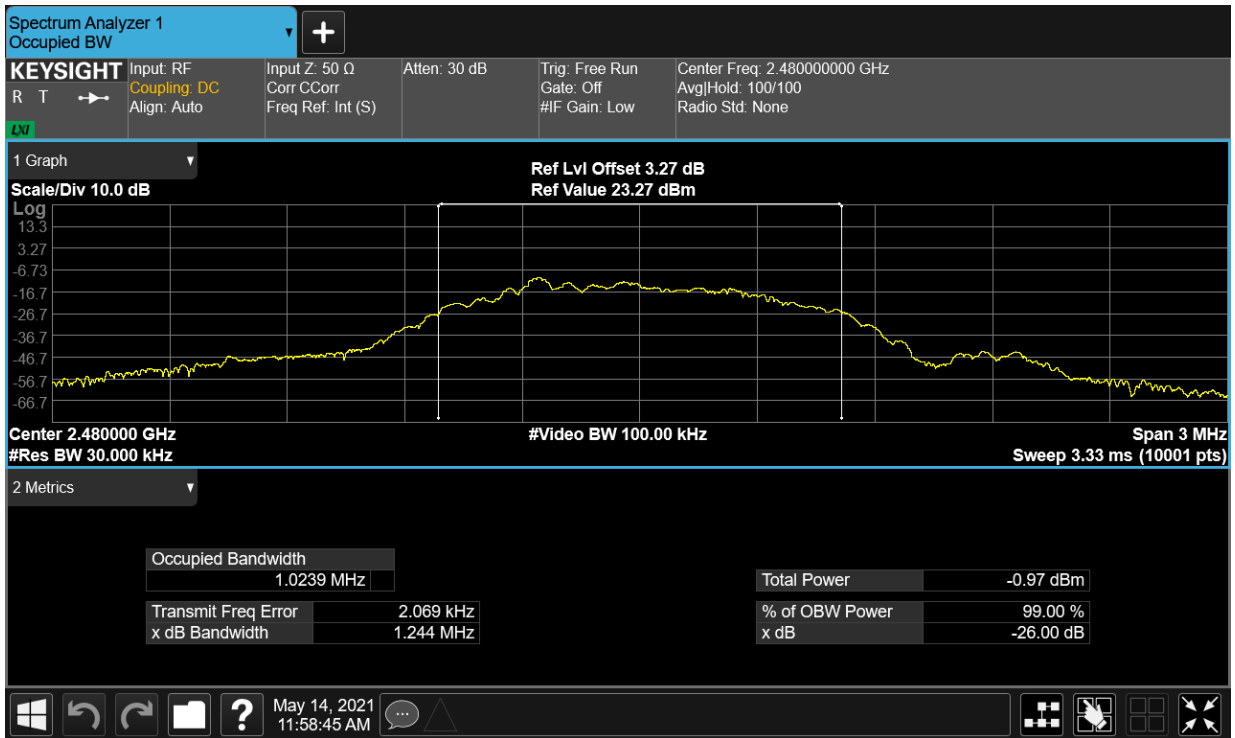 Spectrum Analyzer 1
Occupied BW
▼
+
KEYSIGHT
R T
LXI
Input: RF
Coupling: DC
Align: Auto
Input Z: 50 Ω
Corr CCorr
Freq Ref: Int (S)
Atten: 30 dB
Trig: Free Run
Gate: Off
#IF Gain: Low
Center Freq: 2.480000000 GHz
Avg|Hold: 100/100
Radio Std: None
1 Graph ▼
Ref Lvl Offset 3.27 dB
Scale/Div 10.0 dB
Ref Value 23.27 dBm
Log
13.3
3.27
-6.73
-16.7
-26.7
-36.7
-46.7
-56.7
-66.7
Center 2.480000 GHz
#Video BW 100.00 kHz
Span 3 MHz
#Res BW 30.000 kHz
Sweep 3.33 ms (10001 pts)
2 Metrics ▼
Occupied Bandwidth
1.0239 MHz
Transmit Freq Error 2.069 kHz
x dB Bandwidth 1.244 MHz
Total Power -0.97 dBm
% of OBW Power 99.00 %
x dB -26.00 dB
?
May 14, 2021
11:58:45 AM